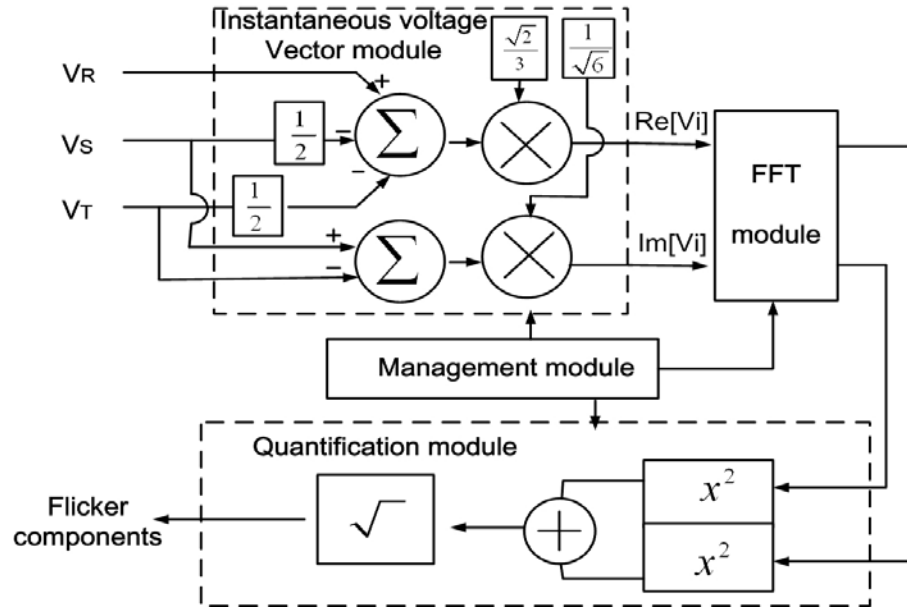 Instantaneous voltage
Vector module
√2/3
1/√6
VR
+
1/2
−
Σ
Re[Vi]
VS
−
FFT
module
VT
1/2
+
−
Σ
Im[Vi]
Management module
Quantification module
x²
x²
+
√
Flicker
components